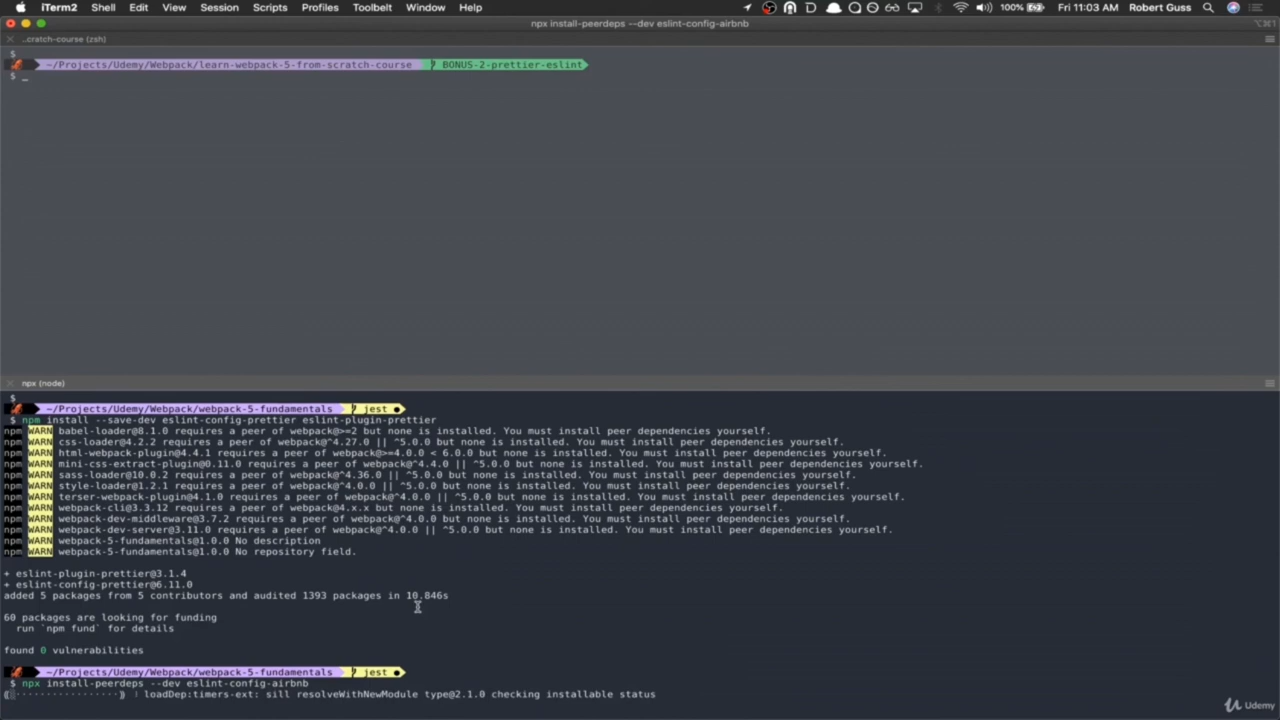 iTerm2 Shell Edit View Session Scripts Profiles Toolbelt Window Help 100% Fri 11:03 AM Robert Guss
npx install-peerdeps --dev eslint-config-airbnb
..cratch-course (zsh)
$
~/Projects/Udemy/Webpack/learn-webpack-5-from-scratch-course BONUS-2-prettier-eslint
$ _
npx (node)
$
~/Projects/Udemy/Webpack/webpack-5-fundamentals jest ●
$ npm install --save-dev eslint-config-prettier eslint-plugin-prettier
npm WARN babel-loader@8.1.0 requires a peer of webpack@>=2 but none is installed. You must install peer dependencies yourself.
npm WARN css-loader@4.2.2 requires a peer of webpack@^4.27.0 || ^5.0.0 but none is installed. You must install peer dependencies yourself.
npm WARN html-webpack-plugin@4.4.1 requires a peer of webpack@>=4.0.0 < 6.0.0 but none is installed. You must install peer dependencies yourself.
npm WARN mini-css-extract-plugin@0.11.0 requires a peer of webpack@^4.4.0 || ^5.0.0 but none is installed. You must install peer dependencies yourself.
npm WARN sass-loader@10.0.2 requires a peer of webpack@^4.36.0 || ^5.0.0 but none is installed. You must install peer dependencies yourself.
npm WARN style-loader@1.2.1 requires a peer of webpack@^4.0.0 || ^5.0.0 but none is installed. You must install peer dependencies yourself.
npm WARN terser-webpack-plugin@4.1.0 requires a peer of webpack@^4.0.0 || ^5.0.0 but none is installed. You must install peer dependencies yourself.
npm WARN webpack-cli@3.3.12 requires a peer of webpack@4.x.x but none is installed. You must install peer dependencies yourself.
npm WARN webpack-dev-middleware@3.7.2 requires a peer of webpack@^4.0.0 but none is installed. You must install peer dependencies yourself.
npm WARN webpack-dev-server@3.11.0 requires a peer of webpack@^4.0.0 || ^5.0.0 but none is installed. You must install peer dependencies yourself.
npm WARN webpack-5-fundamentals@1.0.0 No description
npm WARN webpack-5-fundamentals@1.0.0 No repository field.
+ eslint-plugin-prettier@3.1.4
+ eslint-config-prettier@6.11.0
added 5 packages from 5 contributors and audited 1393 packages in 10.846s
60 packages are looking for funding
run `npm fund` for details
found 0 vulnerabilities
~/Projects/Udemy/Webpack/webpack-5-fundamentals jest ●
$ npx install-peerdeps --dev eslint-config-airbnb
loadDep:timers-ext: sill resolveWithNewModule type@2.1.0 checking installable status
Udemy